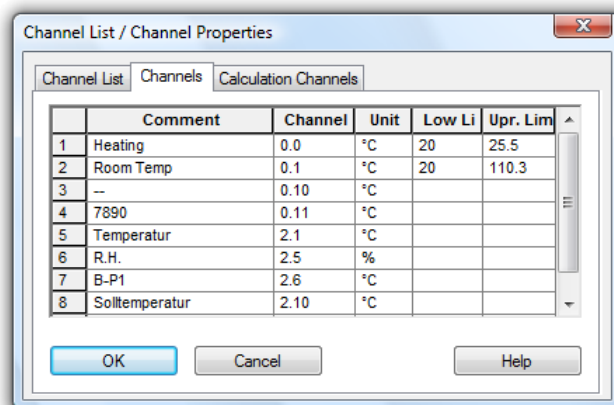 Channel List / Channel Properties
Channel List Channels Calculation Channels
Comment Channel Unit Low Li Upr. Lim
1 Heating 0.0 °C 20 25.5
2 Room Temp 0.1 °C 20 110.3
3 -- 0.10 °C
4 7890 0.11 °C
5 Temperatur 2.1 °C
6 R.H. 2.5 %
7 B-P1 2.6 °C
8 Solltemperatur 2.10 °C
OK Cancel Help